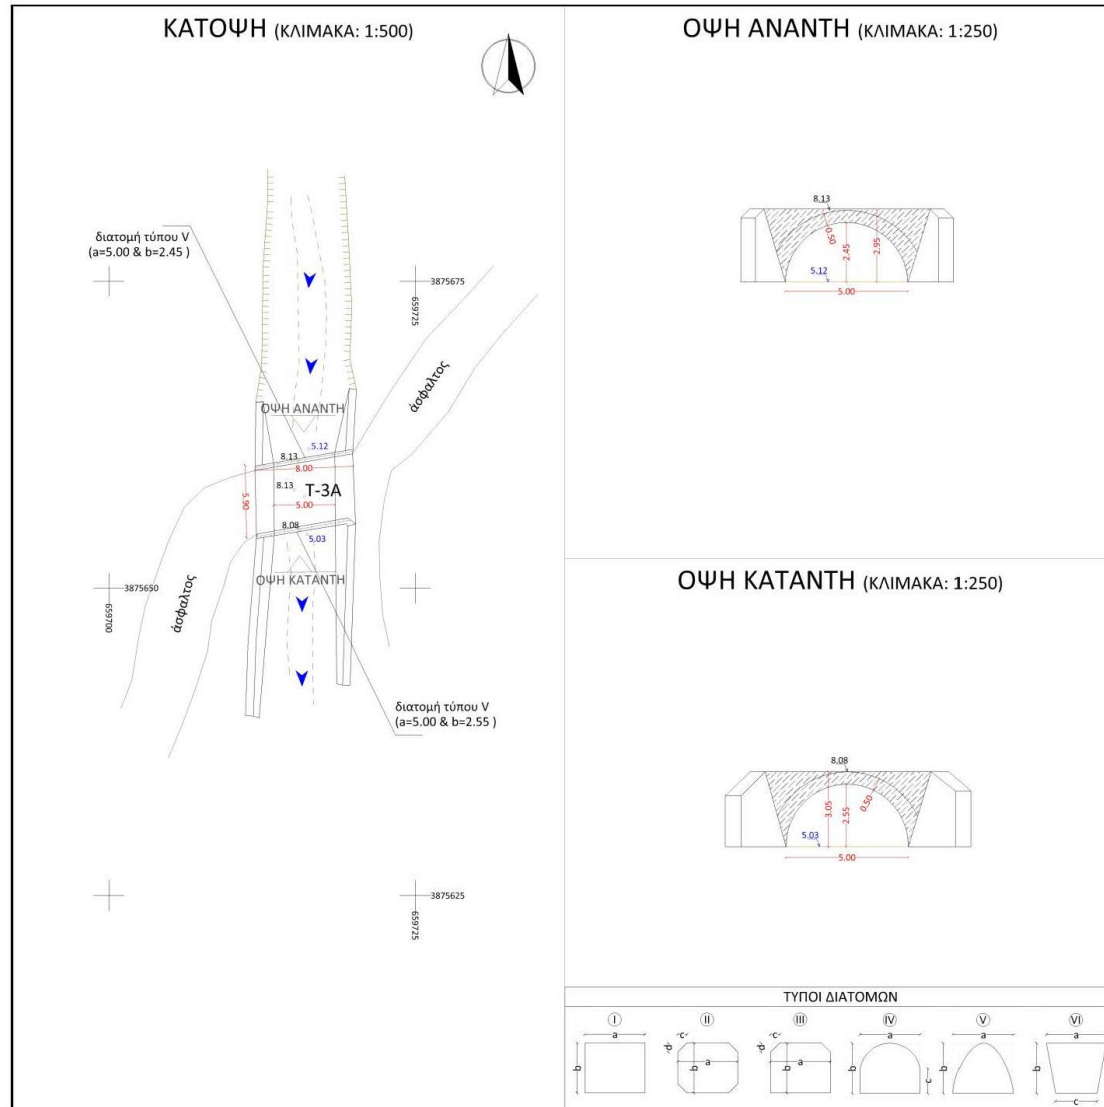 ΚΑΤΟΨΗ (ΚΛΙΜΑΚΑ: 1:500)
διατομή τύπου V
(a=5.00 & b=2.45 )
3875675
659725
άσφαλτος
ΟΨΗ ΑΝΑΝΤΗ
5.12
8.13
8.00
8.13
T-3A
5.90
5.00
8.08
5.03
ΟΨΗ ΚΑΤΑΝΤΗ
3875650
659700
άσφαλτος
διατομή τύπου V
(a=5.00 & b=2.55 )
3875625
659725
ΟΨΗ ΑΝΑΝΤΗ (ΚΛΙΜΑΚΑ: 1:250)
8.13
0.50
2.45
2.95
5.12
5.00
ΟΨΗ ΚΑΤΑΝΤΗ (ΚΛΙΜΑΚΑ: 1:250)
8.08
3.05
2.55
0.50
5.03
5.00
ΤΥΠΟΙ ΔΙΑΤΟΜΩΝ
I II III IV V VI
a
b
c
d
a
b
c
d
a
b
a
b
c
a
b
a
b
c